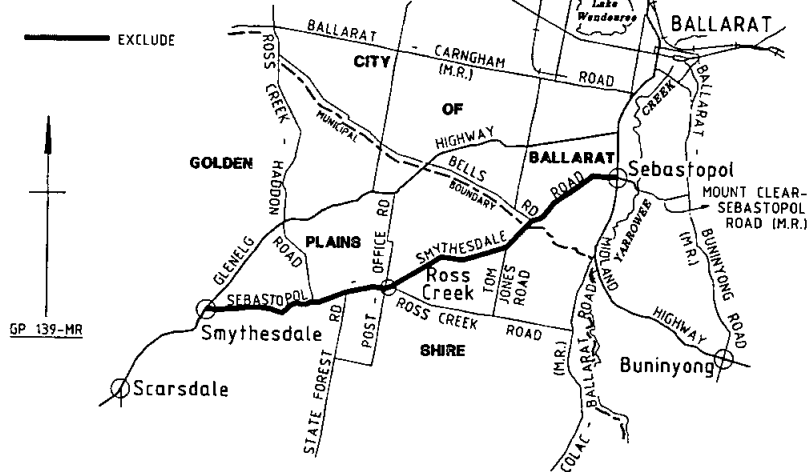 EXCLUDE
Lake
Wendouree
BALLARAT
BALLARAT
CARNGHAM
(M.R.)
ROAD
ROSS
CREEK
-
HADDON
ROAD
CITY
OF
BALLARAT
MUNICIPAL
BOUNDARY
GLENELG
HIGHWAY
BELLS
RD
CREEK
YARROWEE
BALLARAT
-
BUNINYONG
ROAD
(M.R.)
Sebastopol
MOUNT CLEAR-
SEBASTOPOL
ROAD (M.R.)
GOLDEN
PLAINS
SHIRE
SEBASTOPOL
SMYTHESDALE
ROAD
POST - OFFICE RD
Ross
Creek
TOM
JONES
ROAD
ROSS CREEK
ROAD
STATE FOREST
RD
MIDLAND
HIGHWAY
COLAC - BALLARAT ROAD
(M.R.)
Buninyong
Smythesdale
Scarsdale
GP 139-MR